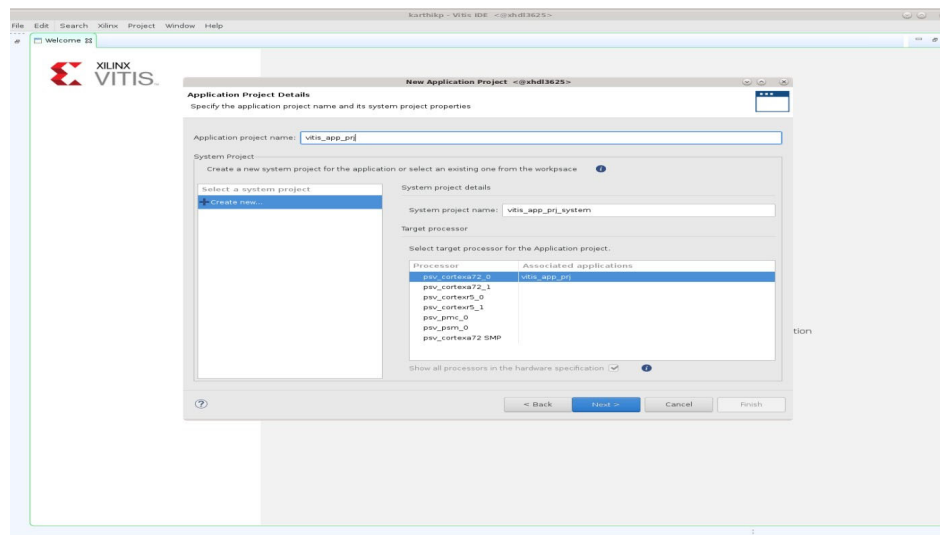 karthikp - Vitis IDE <@xhdl3625>
File Edit Search Xilinx Project Window Help
Welcome
XILINX
VITIS
New Application Project <@xhdl3625>
Application Project Details
Specify the application project name and its system project properties
Application project name: vitis_app_prj
System Project
Create a new system project for the application or select an existing one from the workpsace
Select a system project
Create new...
System project details
System project name: vitis_app_prj_system
Target processor
Select target processor for the Application project.
Processor Associated applications
psv_cortexa72_0 vitis_app_prj
psv_cortexa72_1
psv_cortexr5_0
psv_cortexr5_1
psv_pmc_0
psv_psm_0
psv_cortexa72 SMP
tion
Show all processors in the hardware specification
< Back Next > Cancel Finish